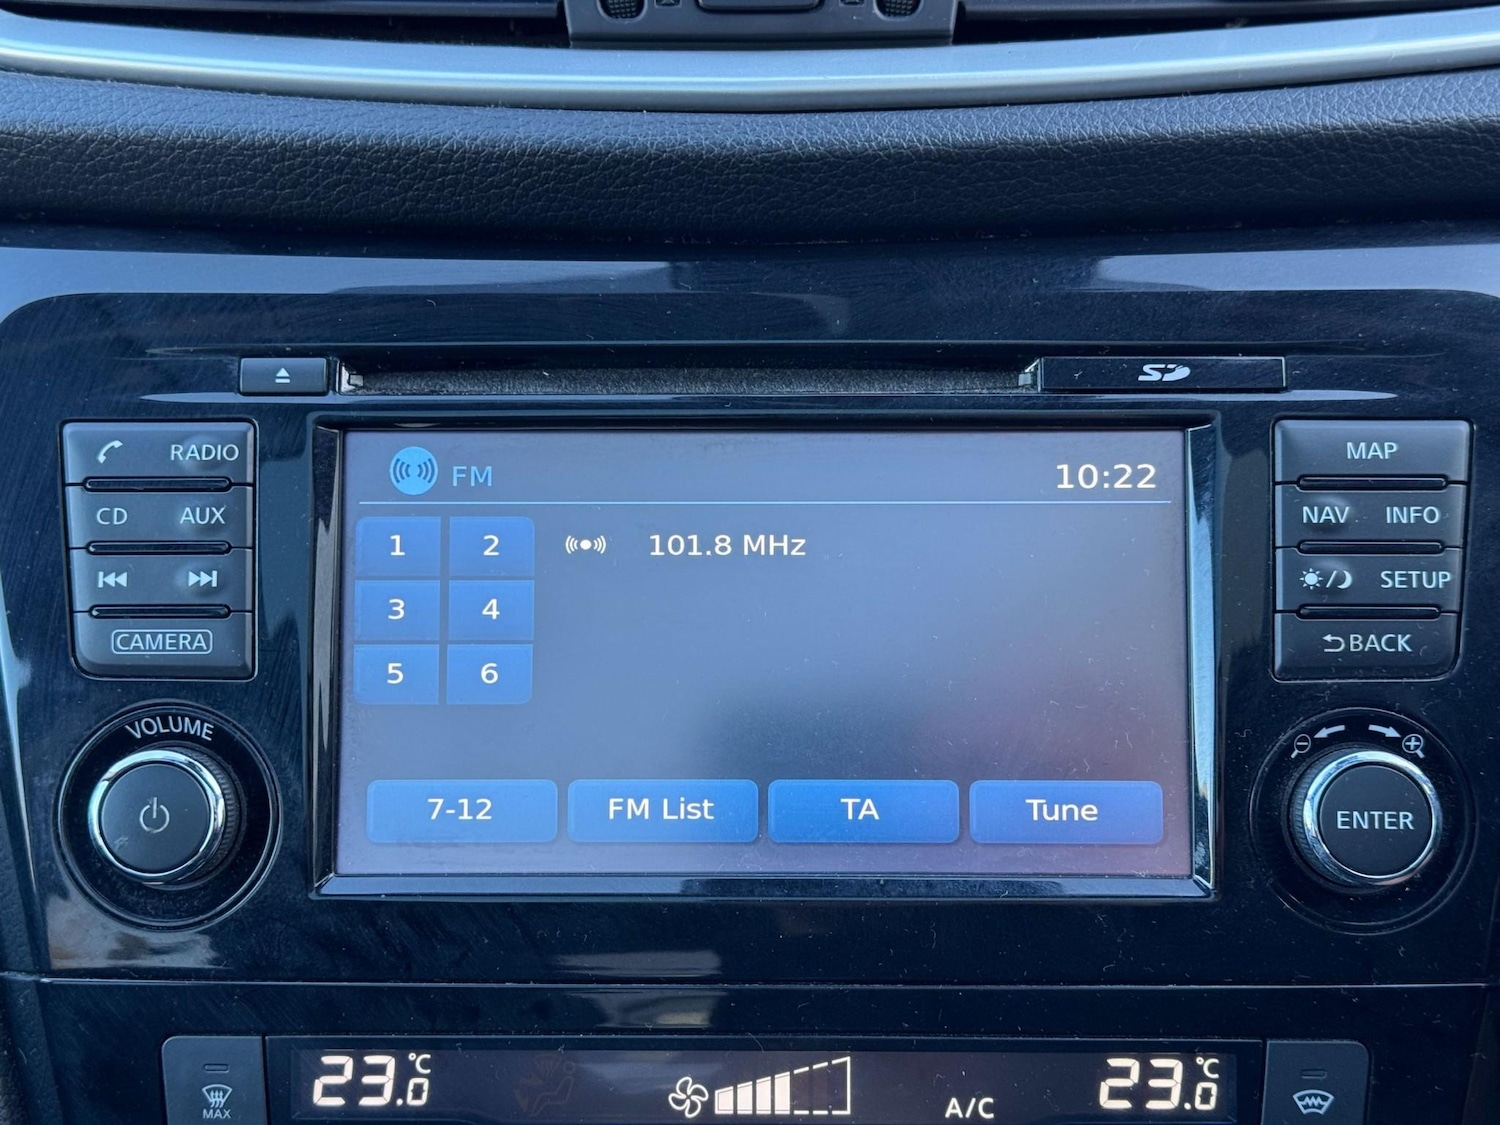 SD
RADIO
CD AUX
CAMERA
VOLUME
FM 10:22
1 2 101.8 MHz
3 4
5 6
7-12 FM List TA Tune
MAP
NAV INFO
SETUP
BACK
ENTER
MAX
23.0 °C
A/C
23.0 °C